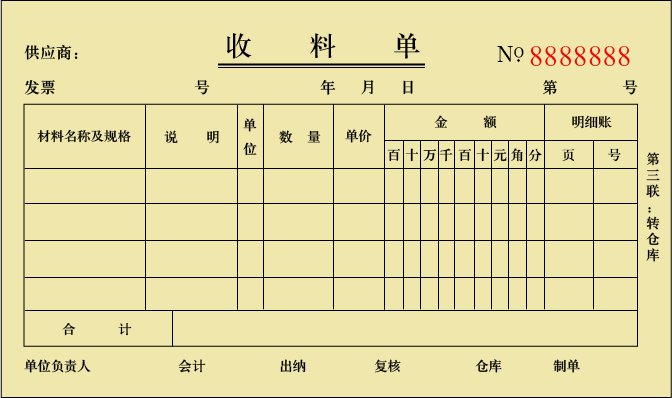 收料单
供应商：
№ 8888888
发票 号 年 月 日 第 号
材料名称及规格 说 明 单位 数 量 单价 金 额 明细账
百 十 万 千 百 十 元 角 分 页 号
合 计
第三联：转仓库
单位负责人 会计 出纳 复核 仓库 制单